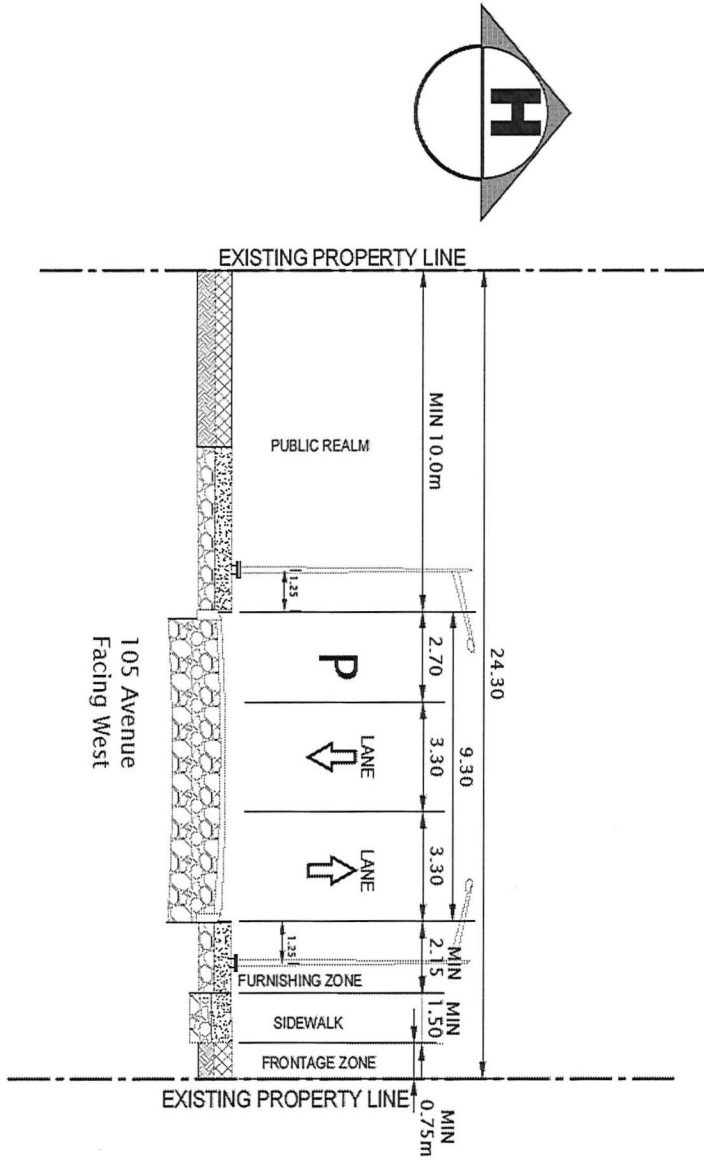 H
EXISTING PROPERTY LINE
24.30
MIN 10.0m
9.30
2.70
3.30
3.30
MIN
2.15
MIN
1.50
MIN
0.75m
PUBLIC REALM
1.25
P
LANE
LANE
1.25
FURNISHING ZONE
SIDEWALK
FRONTAGE ZONE
EXISTING PROPERTY LINE
105 Avenue
Facing West